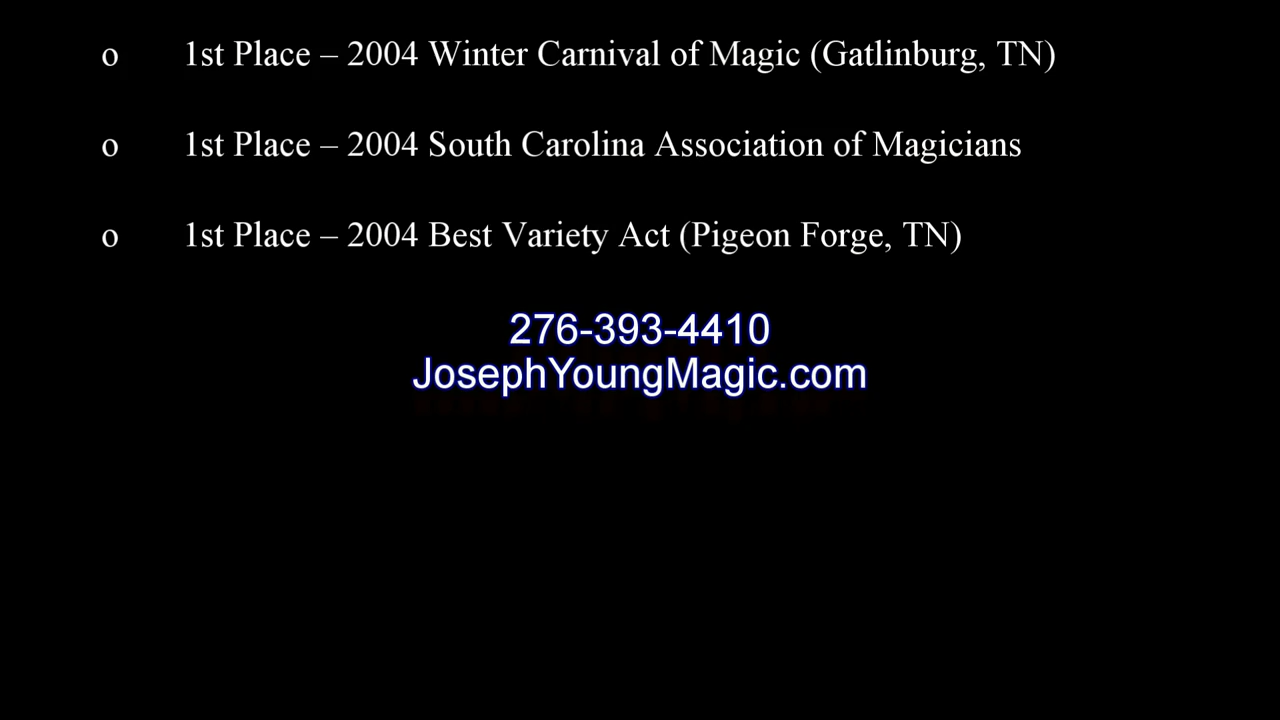 o 1st Place – 2004 Winter Carnival of Magic (Gatlinburg, TN)
o 1st Place – 2004 South Carolina Association of Magicians
o 1st Place – 2004 Best Variety Act (Pigeon Forge, TN)
276-393-4410
JosephYoungMagic.com